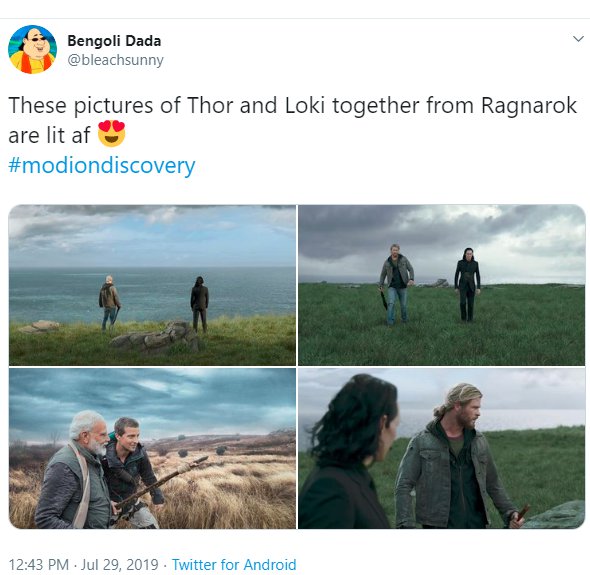 Bengoli Dada
@bleachsunny
These pictures of Thor and Loki together from Ragnarok
are lit af 😍
#modiondiscovery
12:43 PM · Jul 29, 2019 · Twitter for Android